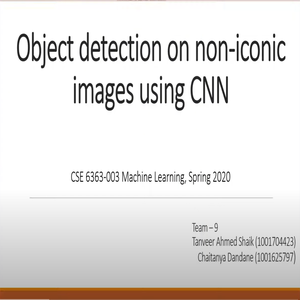 Object detection on non-iconic
images using CNN
CSE 6363-003 Machine Learning, Spring 2020
Team – 9
Tanveer Ahmed Shaik (1001704423)
Chaitanya Dandane (1001625797)